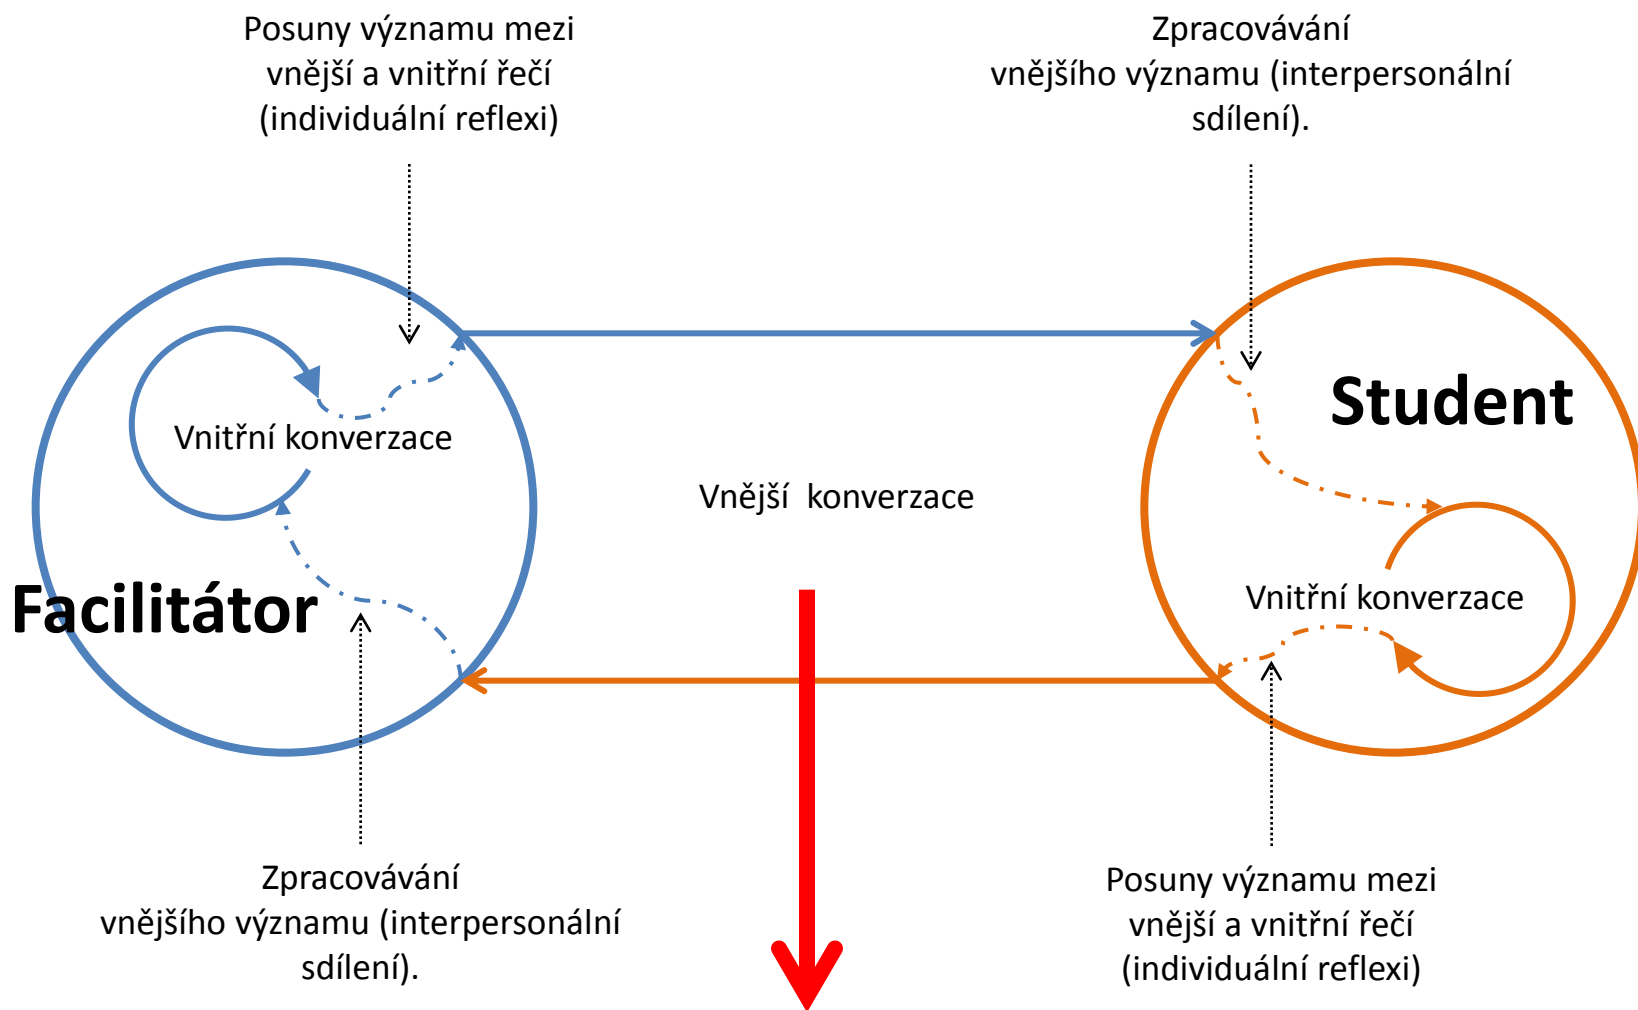 Posuny významu mezi
vnější a vnitřní řečí
(individuální reflexi)
Zpracovávání
vnějšího významu (interpersonální
sdílení).
Student
Vnitřní konverzace
Vnější  konverzace
Facilitátor
Vnitřní konverzace
Zpracovávání
vnějšího významu (interpersonální
sdílení).
Posuny významu mezi
vnější a vnitřní řečí
(individuální reflexi)